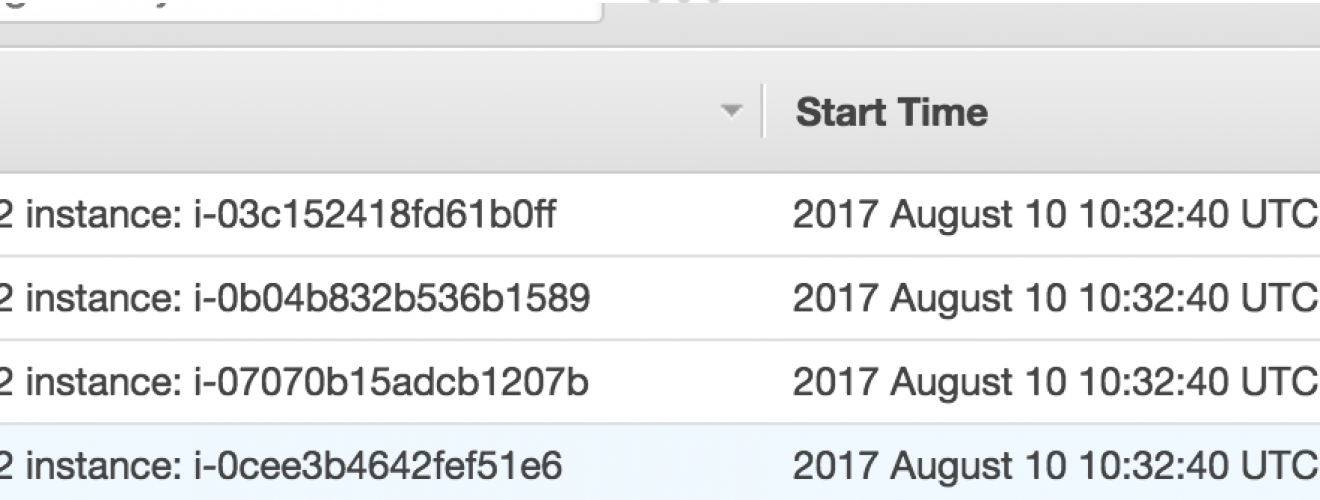 Start Time
2 instance: i-03c152418fd61b0ff 2017 August 10 10:32:40 UTC
2 instance: i-0b04b832b536b1589 2017 August 10 10:32:40 UTC
2 instance: i-07070b15adcb1207b 2017 August 10 10:32:40 UTC
2 instance: i-0cee3b4642fef51e6 2017 August 10 10:32:40 UTC